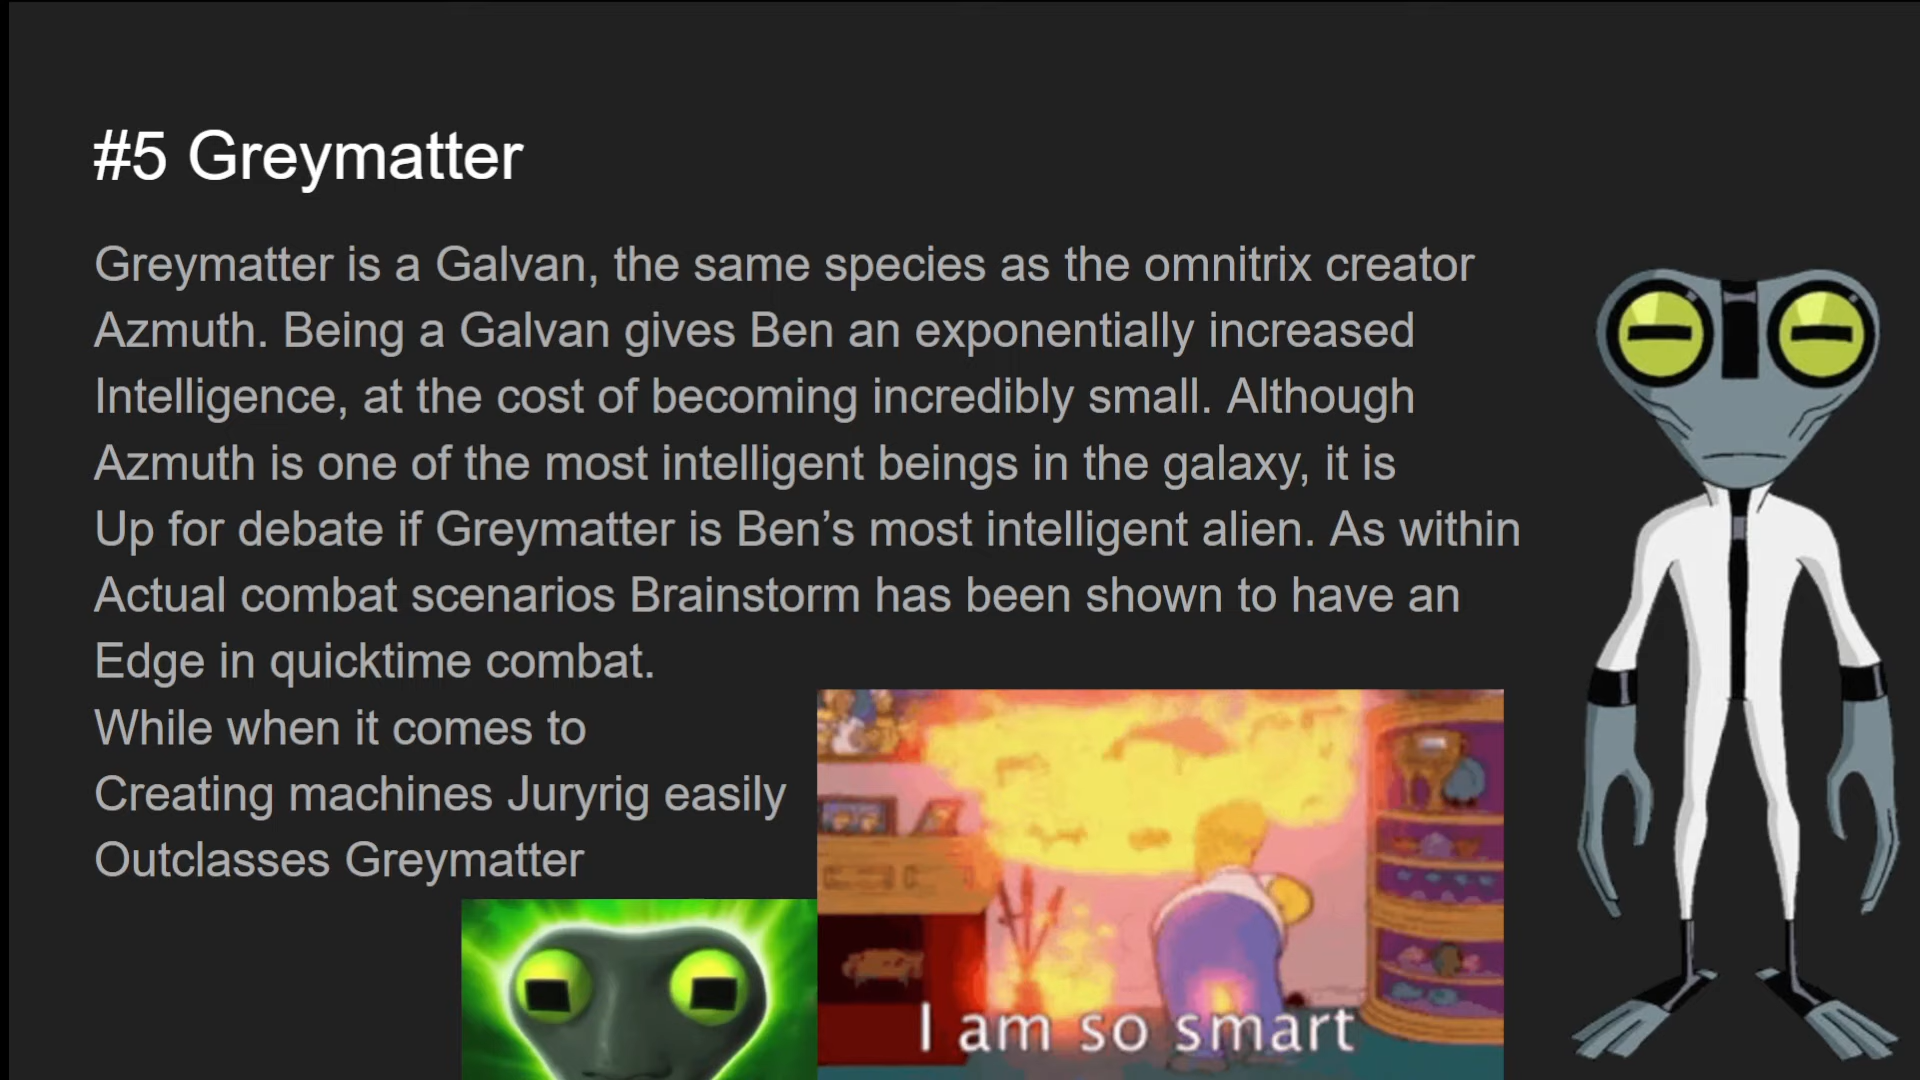 #5 Greymatter
Greymatter is a Galvan, the same species as the omnitrix creator
Azmuth. Being a Galvan gives Ben an exponentially increased
Intelligence, at the cost of becoming incredibly small. Although
Azmuth is one of the most intelligent beings in the galaxy, it is
Up for debate if Greymatter is Ben’s most intelligent alien. As within
Actual combat scenarios Brainstorm has been shown to have an
Edge in quicktime combat.
While when it comes to
Creating machines Juryrig easily
Outclasses Greymatter
I am so smart